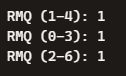 RMQ (1-4): 1
RMQ (0-3): 1
RMQ (2-6): 1